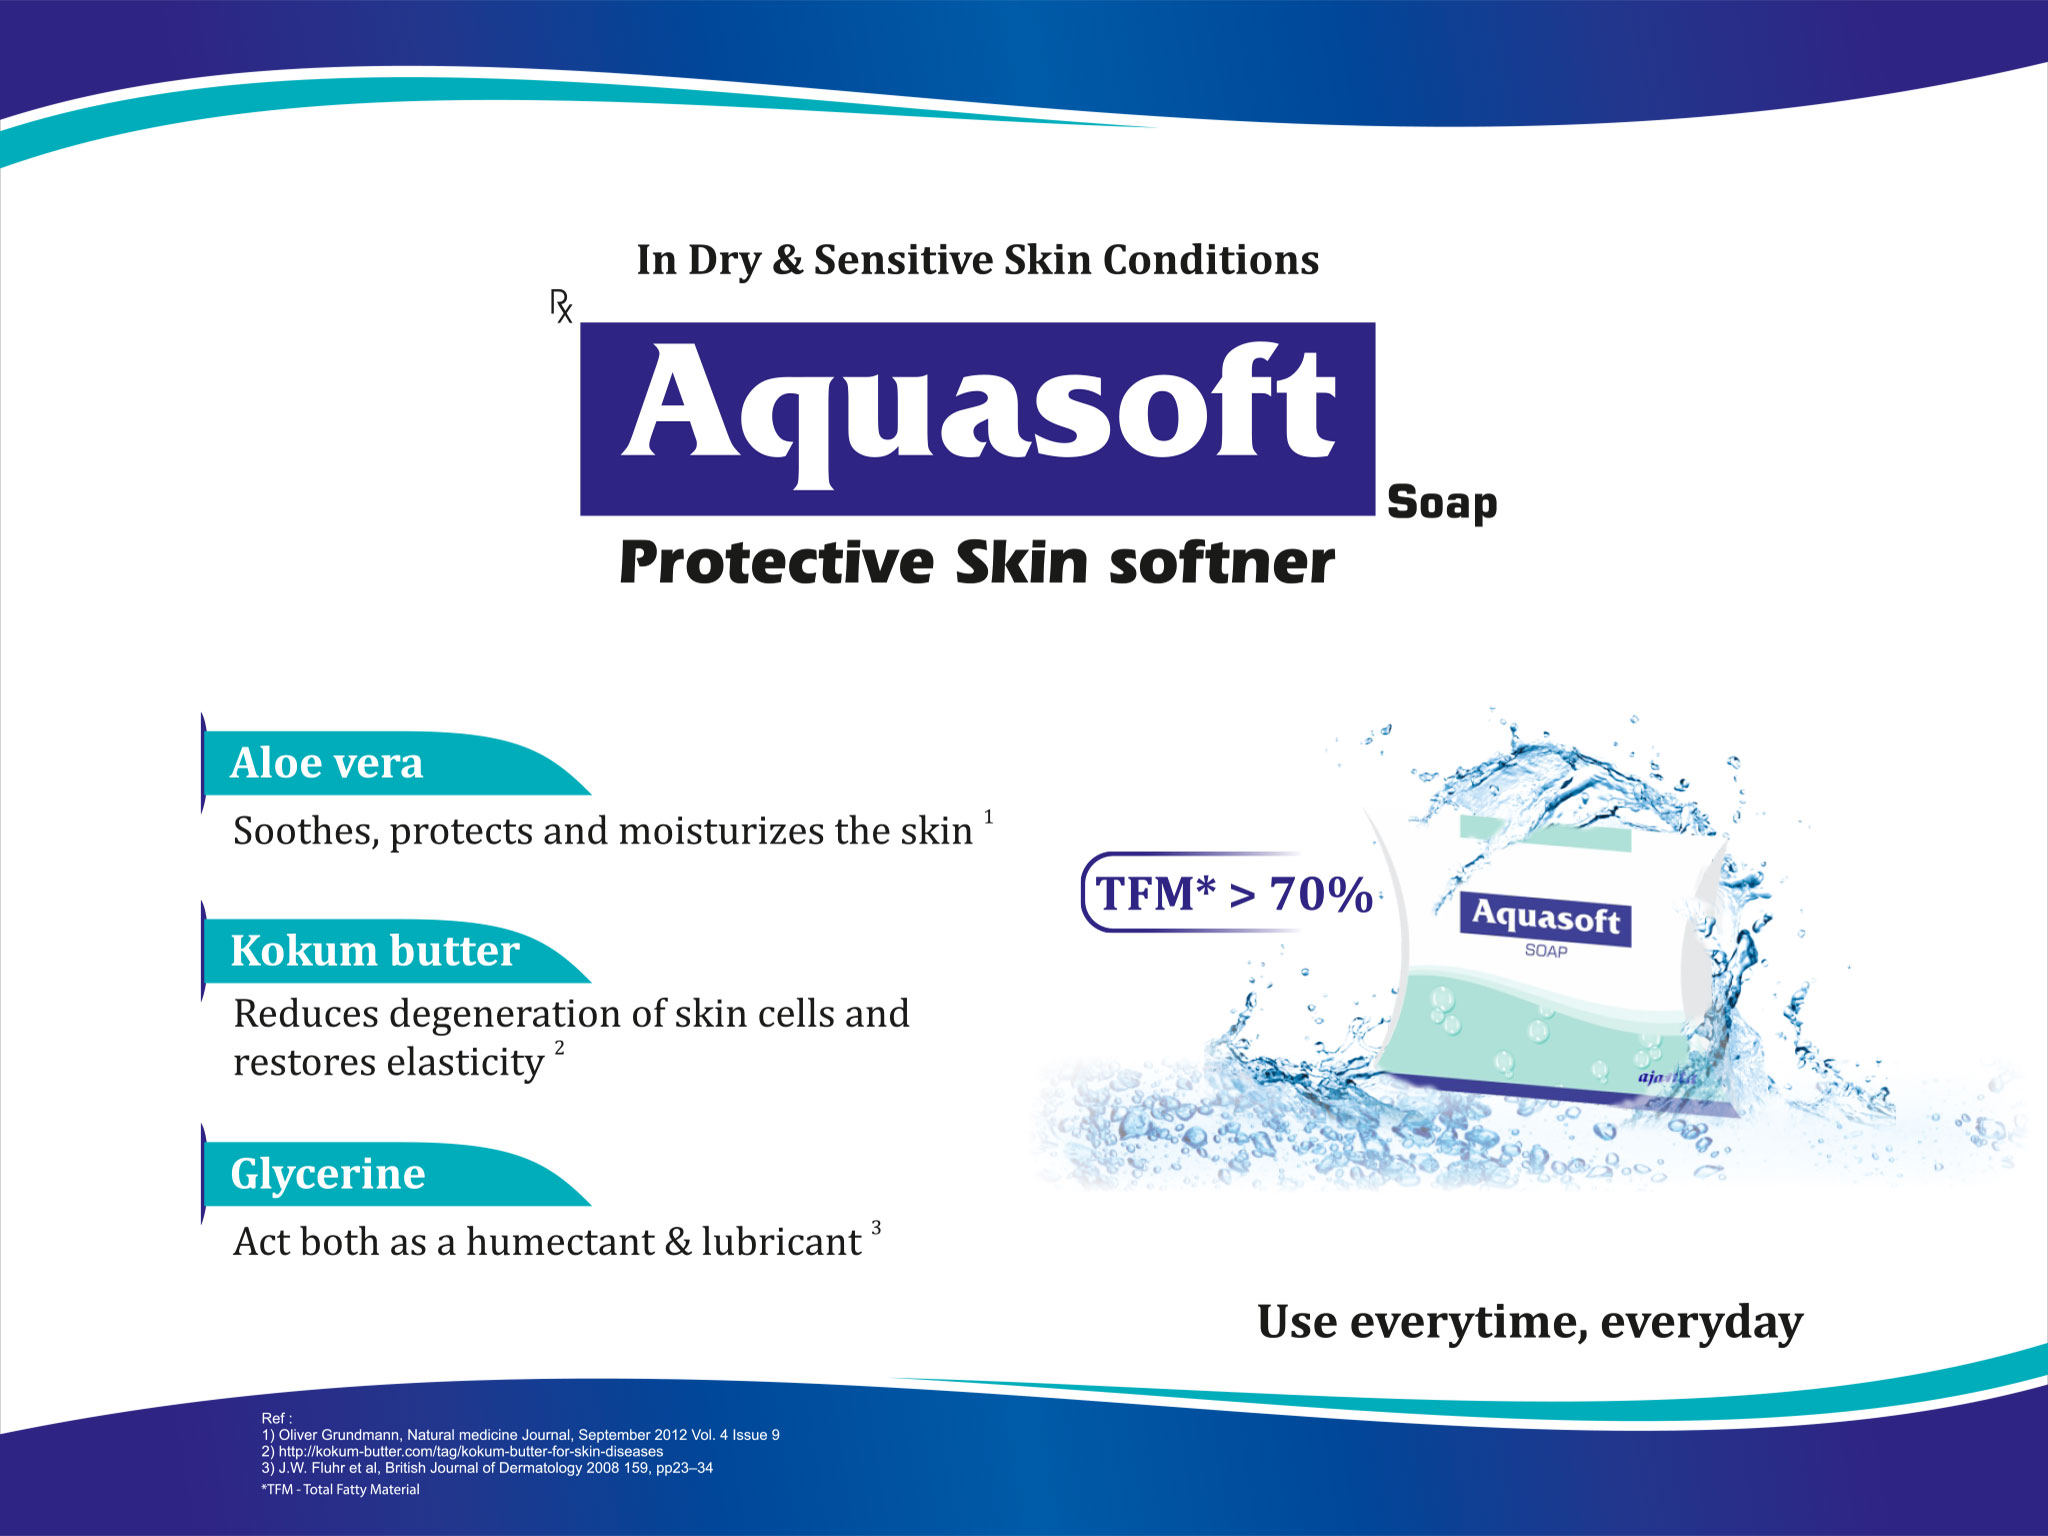 In Dry & Sensitive Skin Conditions
Rx
Aquasoft
Soap
Protective Skin softner
Aloe vera
Soothes, protects and moisturizes the skin 1
Kokum butter
Reduces degeneration of skin cells and
restores elasticity 2
Glycerine
Act both as a humectant & lubricant 3
TFM* > 70%
Aquasoft
SOAP
ajanta
Use everytime, everyday
Ref :
1) Oliver Grundmann, Natural medicine Journal, September 2012 Vol. 4 Issue 9
2) http://kokum-butter.com/tag/kokum-butter-for-skin-diseases
3) J.W. Fluhr et al, British Journal of Dermatology 2008 159, pp23–34
*TFM - Total Fatty Material